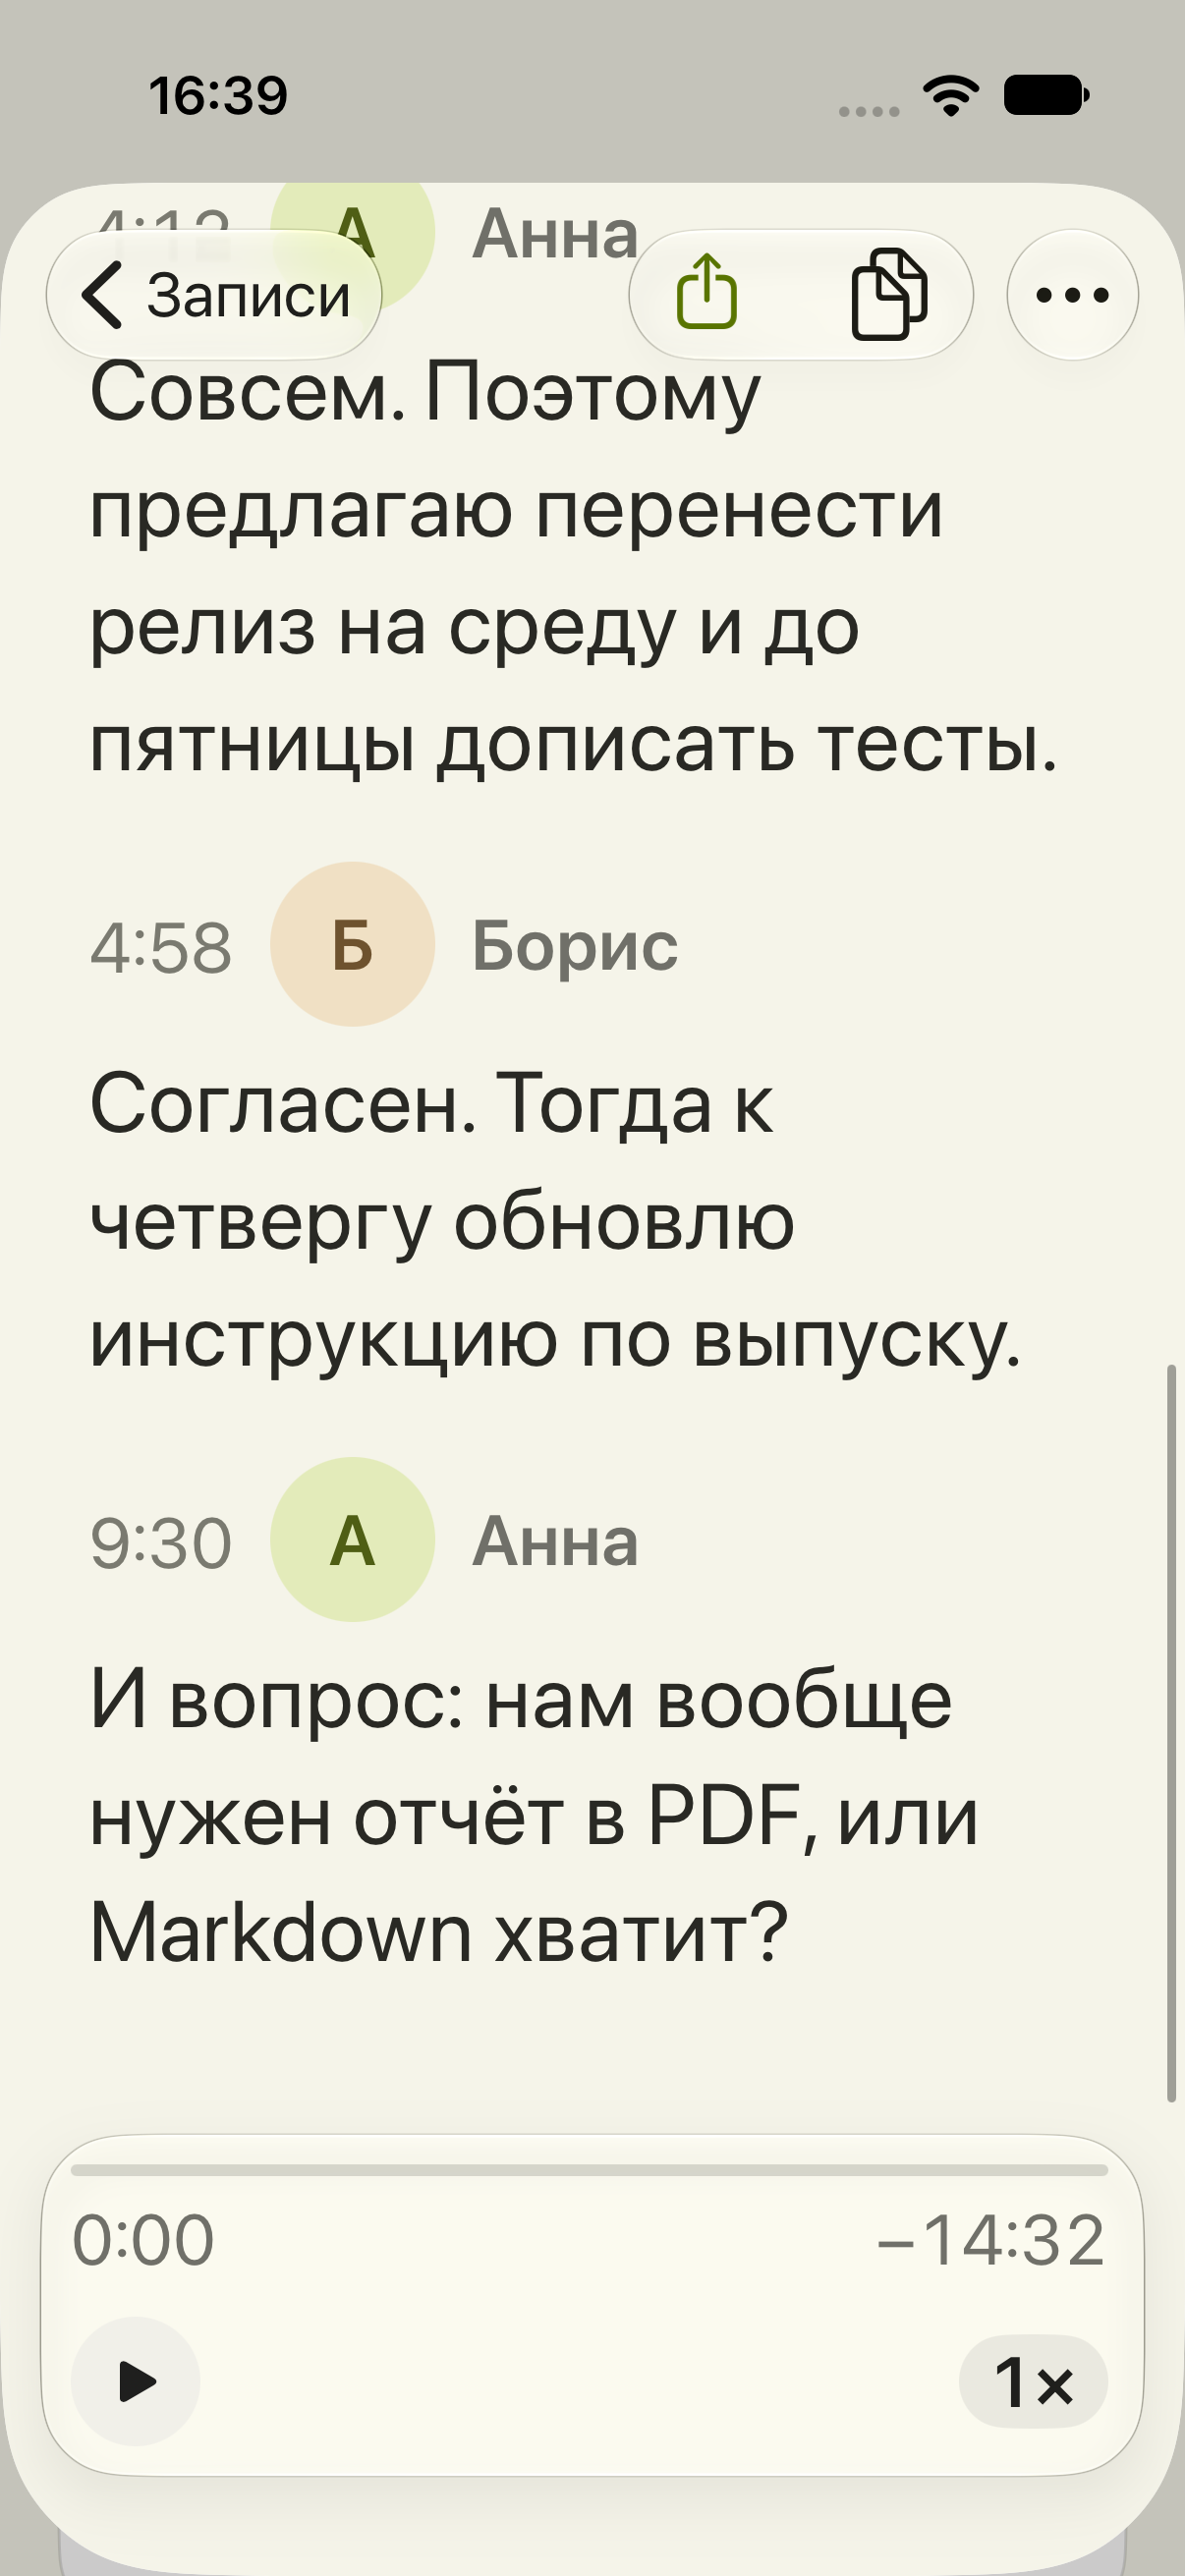 16:39
4:12 А Анна
Записи
Совсем. Поэтому
предлагаю перенести
релиз на среду и до
пятницы дописать тесты.
4:58 Б Борис
Согласен. Тогда к
четвергу обновлю
инструкцию по выпуску.
9:30 А Анна
И вопрос: нам вообще
нужен отчёт в PDF, или
Markdown хватит?
0:00 –14:32
1×